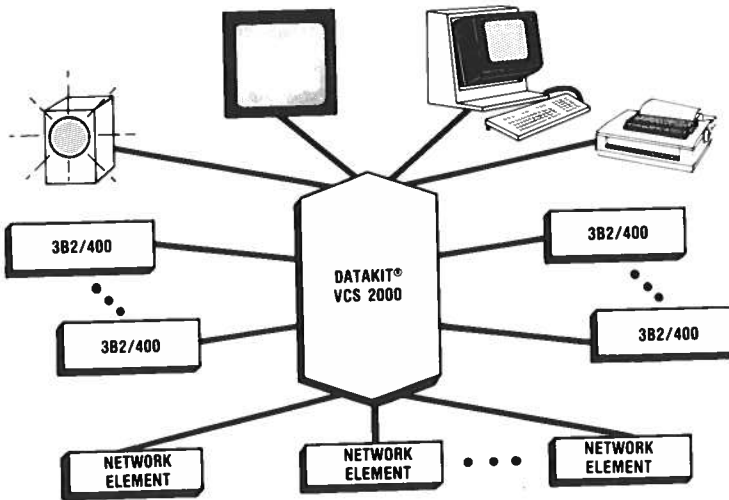 3B2/400
3B2/400
DATAKIT®
VCS 2000
3B2/400
3B2/400
NETWORK
ELEMENT
NETWORK
ELEMENT
NETWORK
ELEMENT